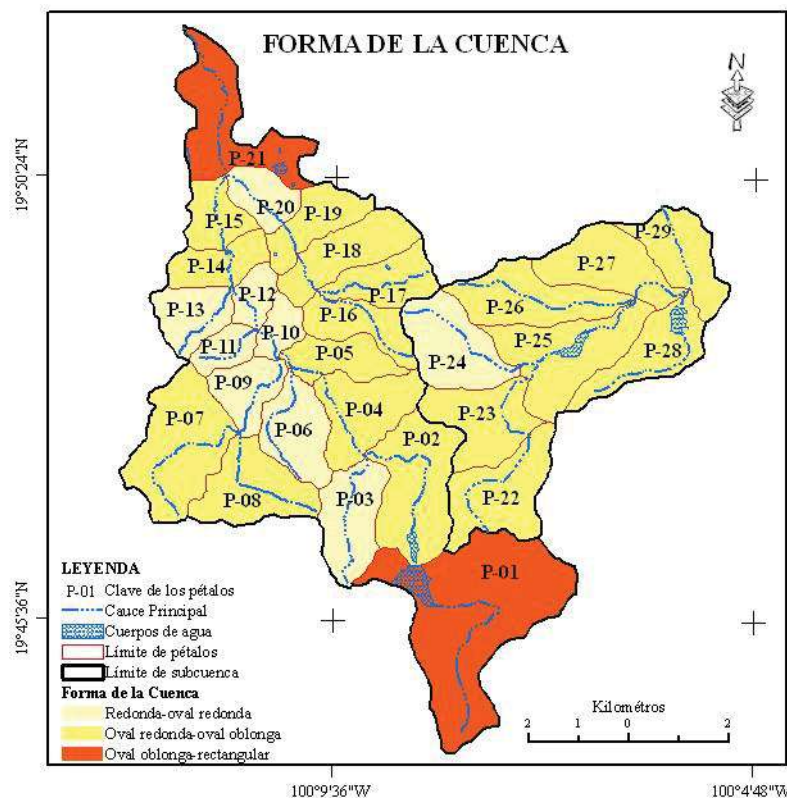 FORMA DE LA CUENCA
N
19°50'24"N
P-21
P-20
P-19
P-15
P-29
P-18
P-27
P-14
P-12
P-17
P-26
P-13
P-16
P-10
P-25
P-11
P-05
P-28
P-24
P-09
P-04
P-07
P-23
P-02
P-06
P-08
P-03
P-22
LEYENDA
P-01 Clave de los pétalos
P-01
Cauce Principal
19°45'36"N
Cuerpos de agua
Límite de pétalos
Límite de subcuenca
Forma de la Cuenca
Redonda-oval redonda
Oval redonda-oval oblonga
Oval oblonga-rectangular
Kilométros
2 1 0 2
100°9'36"W
100°4'48"W